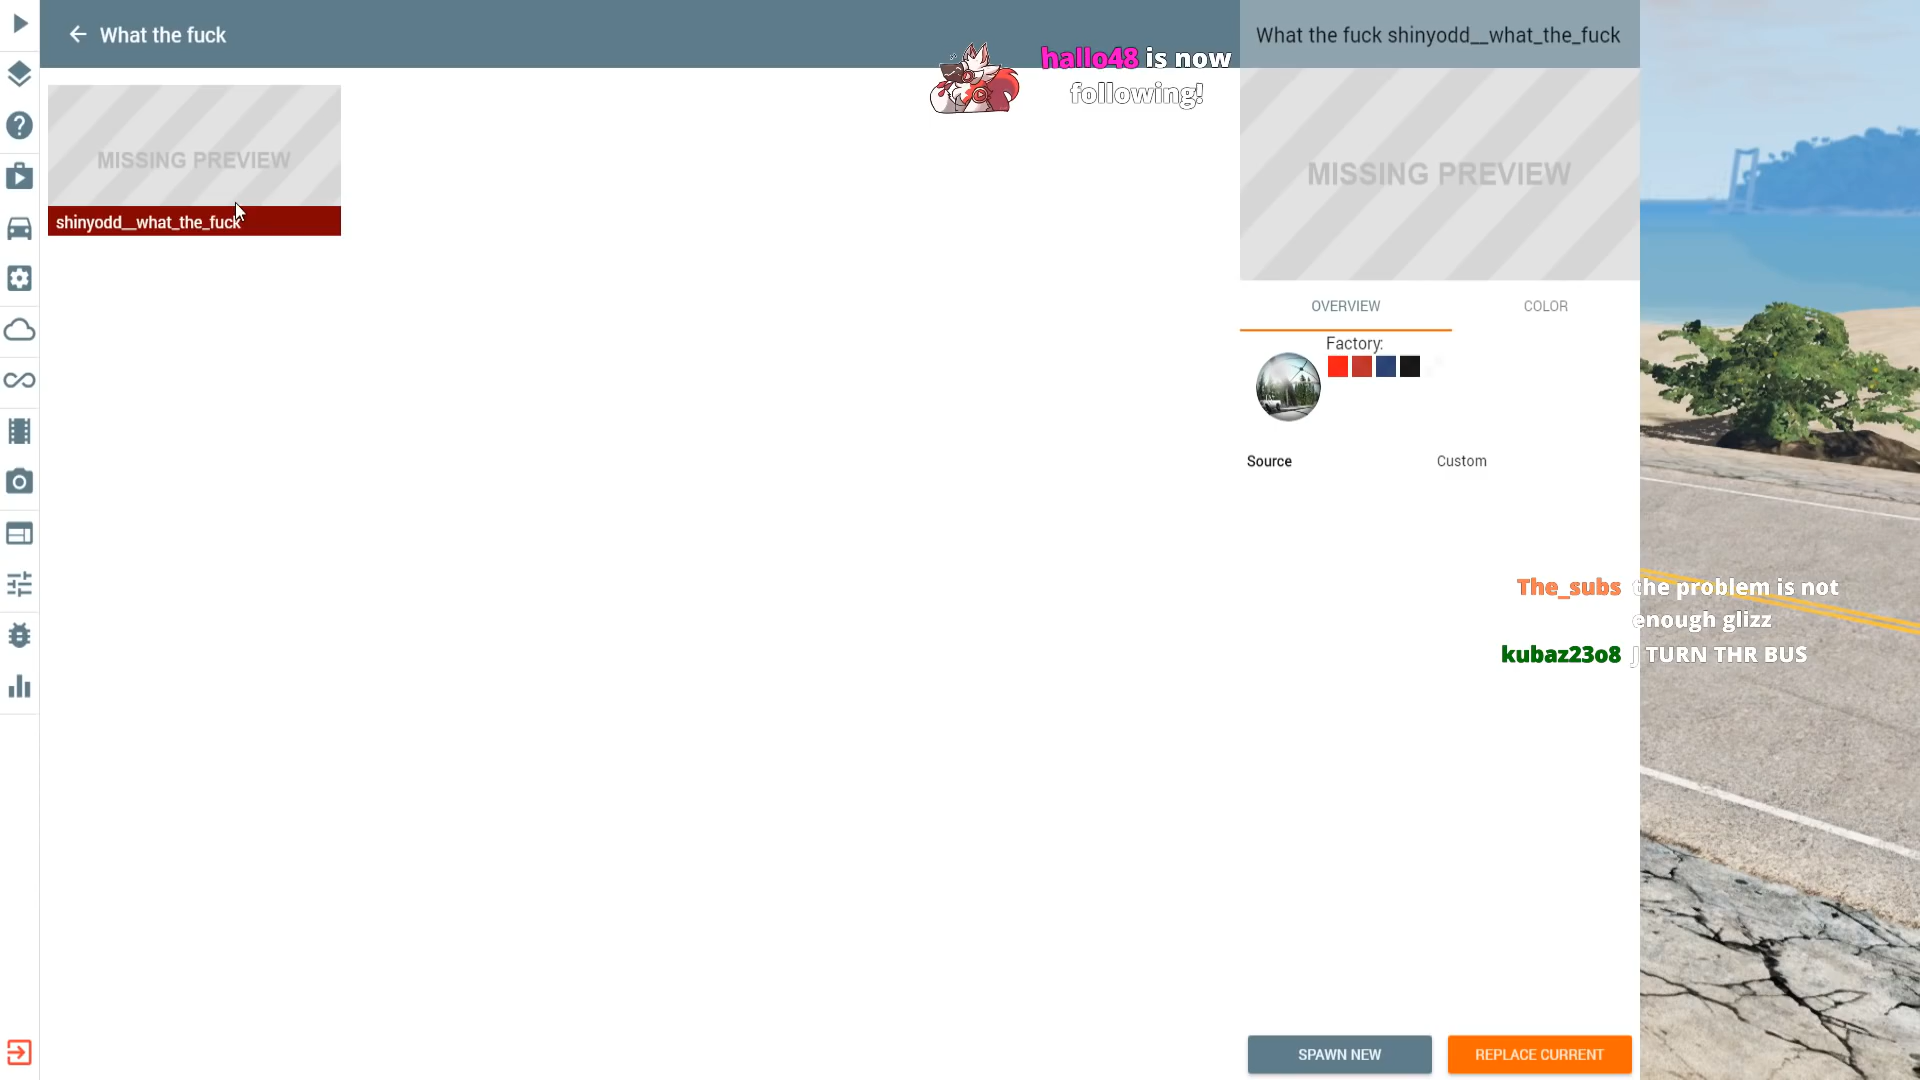 What the fuck
hallo48 is now
following!
What the fuck shinyodd__what_the_fuck
MISSING PREVIEW
shinyodd__what_the_fuck
MISSING PREVIEW
OVERVIEW
COLOR
Factory:
Source
Custom
The_subs the problem is not
enough glizz
kubaz23o8 J TURN THR BUS
SPAWN NEW
REPLACE CURRENT